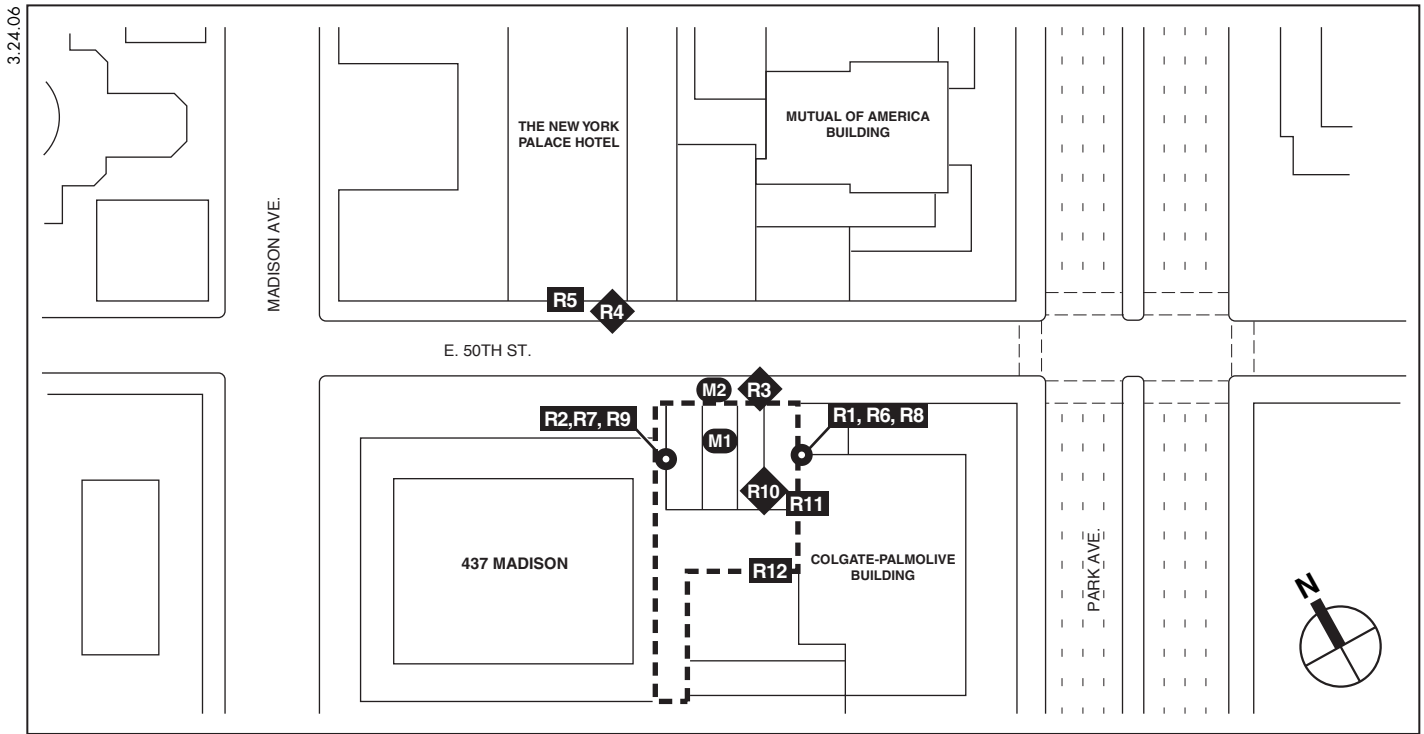 3.24.06
THE NEW YORK
PALACE HOTEL
MUTUAL OF AMERICA
BUILDING
MADISON AVE.
R5
R4
E. 50TH ST.
M2
R3
R2,R7, R9
M1
R1, R6, R8
R10
R11
437 MADISON
R12
COLGATE-PALMOLIVE
BUILDING
PARK AVE.
N